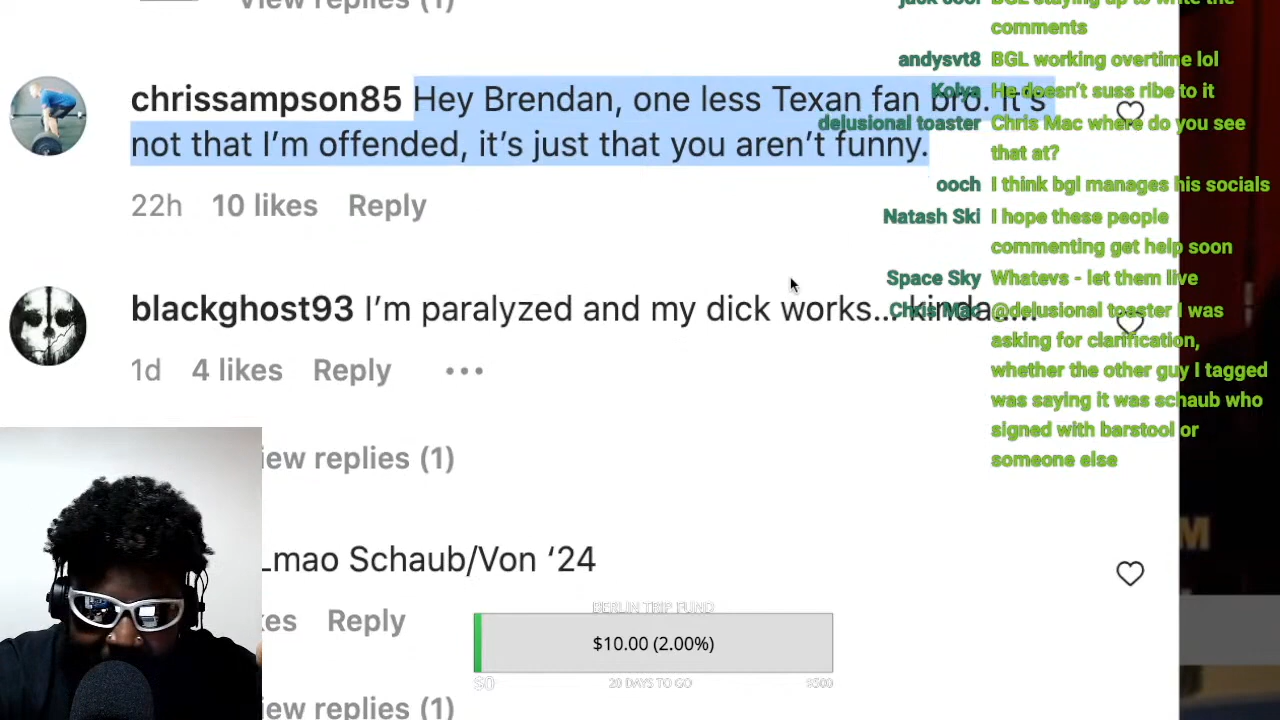 View replies (1)
chrissampson85 Hey Brendan, one less Texan fan bro. It's
not that I'm offended, it's just that you aren't funny.
22h 10 likes Reply
blackghost93 I'm paralyzed and my dick works... kinda....
1d 4 likes Reply •••
iew replies (1)
Lmao Schaub/Von '24
kes Reply
iew replies (1)
BERLIN TRIP FUND
$10.00 (2.00%)
$0 20 DAYS TO GO $500
jack cool BGL staying up to write the
comments
andysvt8 BGL working overtime lol
Koiva He doesn't suss ribe to it
delusional toaster Chris Mac where do you see
that at?
ooch I think bgl manages his socials
Natash Ski I hope these people
commenting get help soon
Space Sky Whatevs - let them live
Chris Mac @delusional toaster I was
asking for clarification,
whether the other guy I tagged
was saying it was schaub who
signed with barstool or
someone else
M